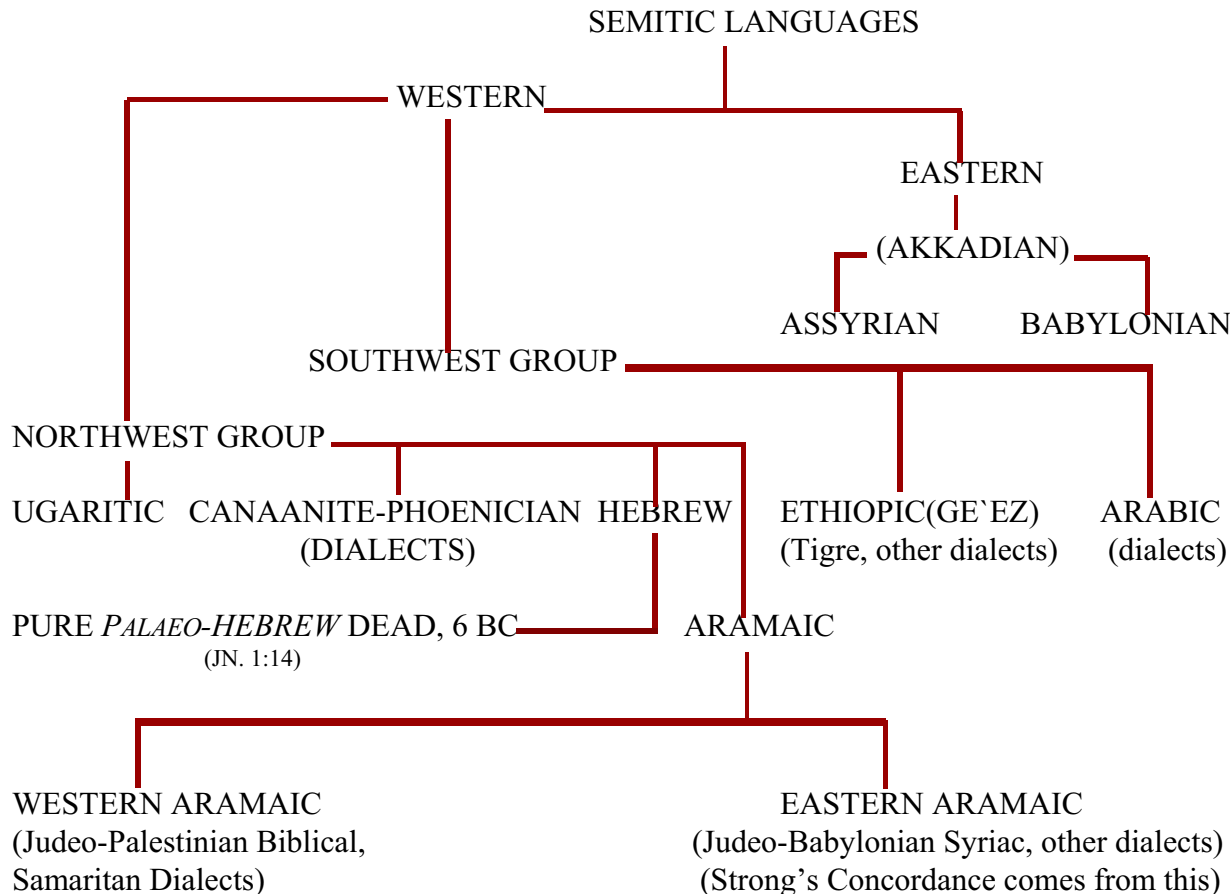 SEMITIC LANGUAGES
WESTERN
EASTERN
(AKKADIAN)
ASSYRIAN BABYLONIAN
SOUTHWEST GROUP
NORTHWEST GROUP
UGARITIC CANAANITE-PHOENICIAN HEBREW ETHIOPIC(GE`EZ) ARABIC
(DIALECTS) (Tigre, other dialects) (dialects)
PURE PALAEO-HEBREW DEAD, 6 BC ARAMAIC
(JN. 1:14)
WESTERN ARAMAIC EASTERN ARAMAIC
(Judeo-Palestinian Biblical, (Judeo-Babylonian Syriac, other dialects)
Samaritan Dialects) (Strong’s Concordance comes from this)